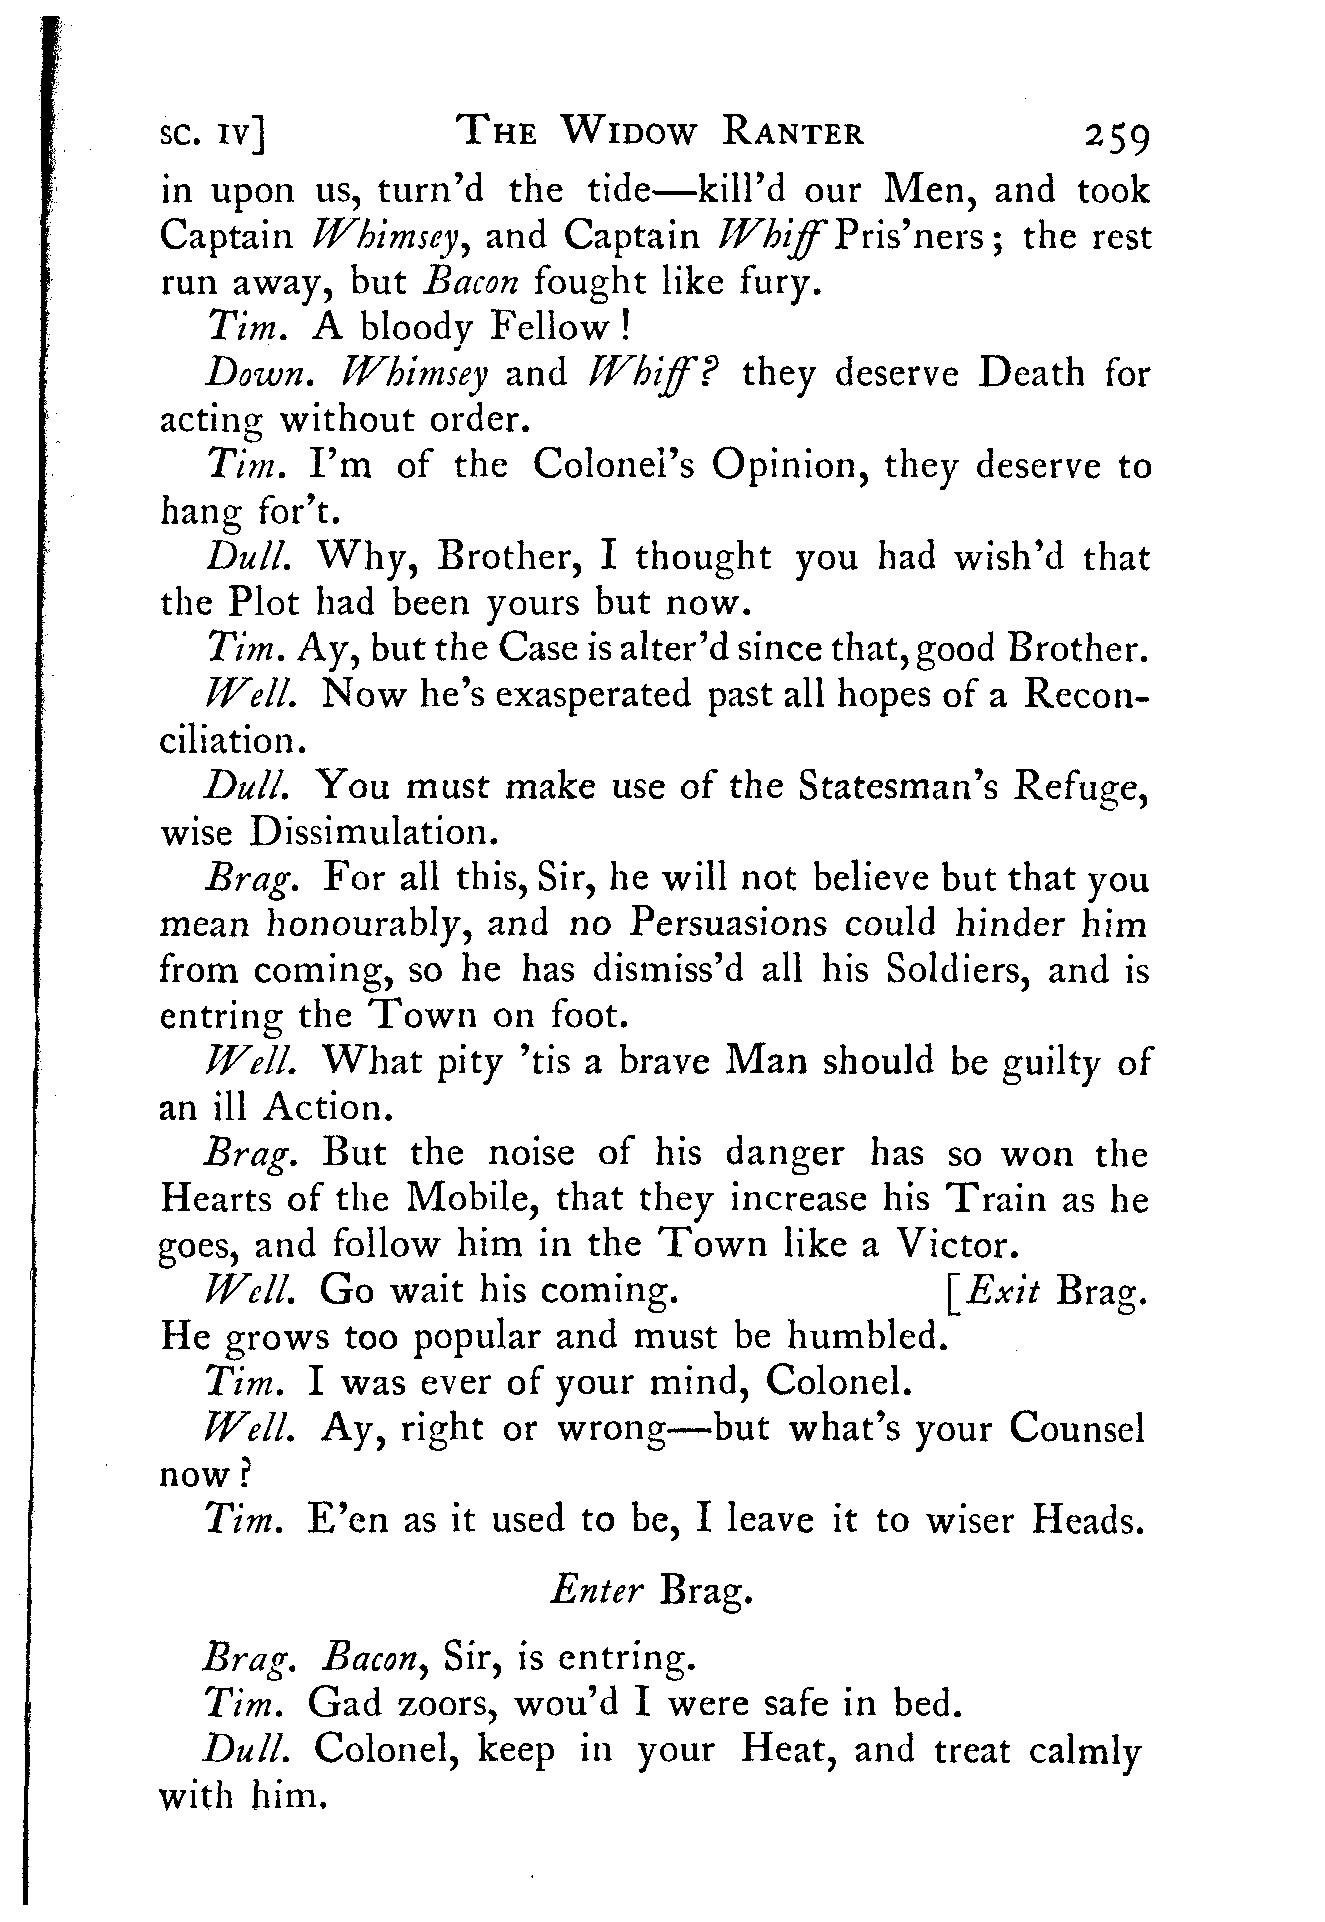 SC. IV] THE WIDOW RANTER 259
in upon us, turn'd the tide—kill'd our Men, and took
Captain Whimsey, and Captain Whiff Pris'ners; the rest
run away, but Bacon fought like fury.
Tim. A bloody Fellow!
Down. Whimsey and Whiff? they deserve Death for
acting without order.
Tim. I'm of the Colonel's Opinion, they deserve to
hang for't.
Dull. Why, Brother, I thought you had wish'd that
the Plot had been yours but now.
Tim. Ay, but the Case is alter'd since that, good Brother.
Well. Now he's exasperated past all hopes of a Recon-
ciliation.
Dull. You must make use of the Statesman's Refuge,
wise Dissimulation.
Brag. For all this, Sir, he will not believe but that you
mean honourably, and no Persuasions could hinder him
from coming, so he has dismiss'd all his Soldiers, and is
entring the Town on foot.
Well. What pity 'tis a brave Man should be guilty of
an ill Action.
Brag. But the noise of his danger has so won the
Hearts of the Mobile, that they increase his Train as he
goes, and follow him in the Town like a Victor.
Well. Go wait his coming. [Exit Brag.
He grows too popular and must be humbled.
Tim. I was ever of your mind, Colonel.
Well. Ay, right or wrong—but what's your Counsel
now?
Tim. E'en as it used to be, I leave it to wiser Heads.
Enter Brag.
Brag. Bacon, Sir, is entring.
Tim. Gad zoors, wou'd I were safe in bed.
Dull. Colonel, keep in your Heat, and treat calmly
with him.